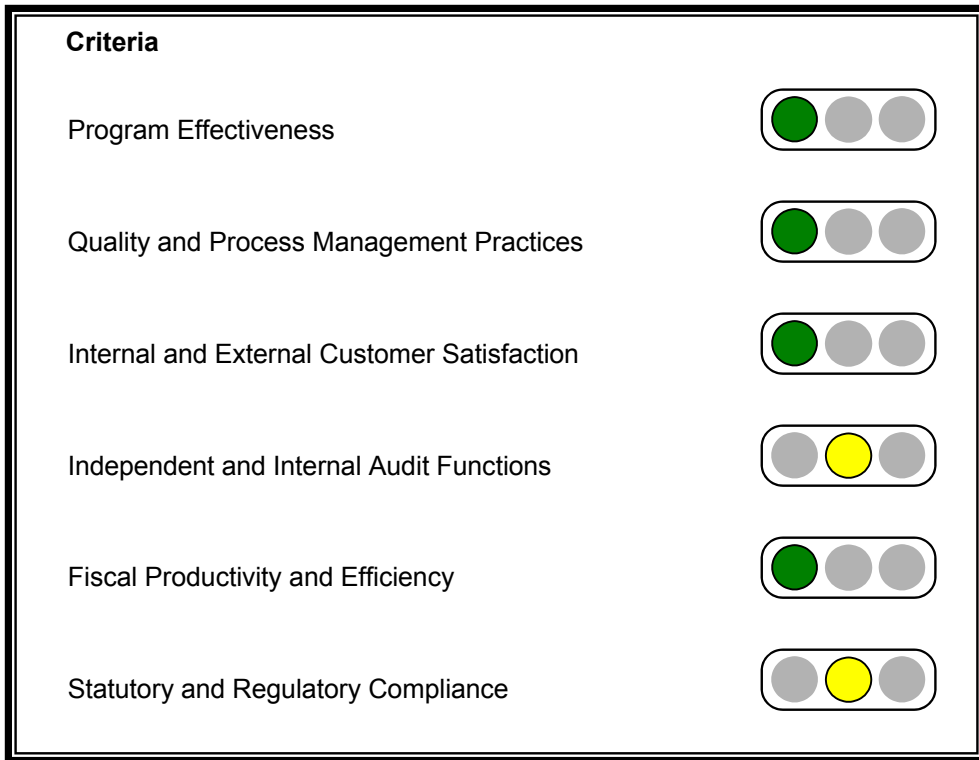 Criteria
Program Effectiveness
Quality and Process Management Practices
Internal and External Customer Satisfaction
Independent and Internal Audit Functions
Fiscal Productivity and Efficiency
Statutory and Regulatory Compliance